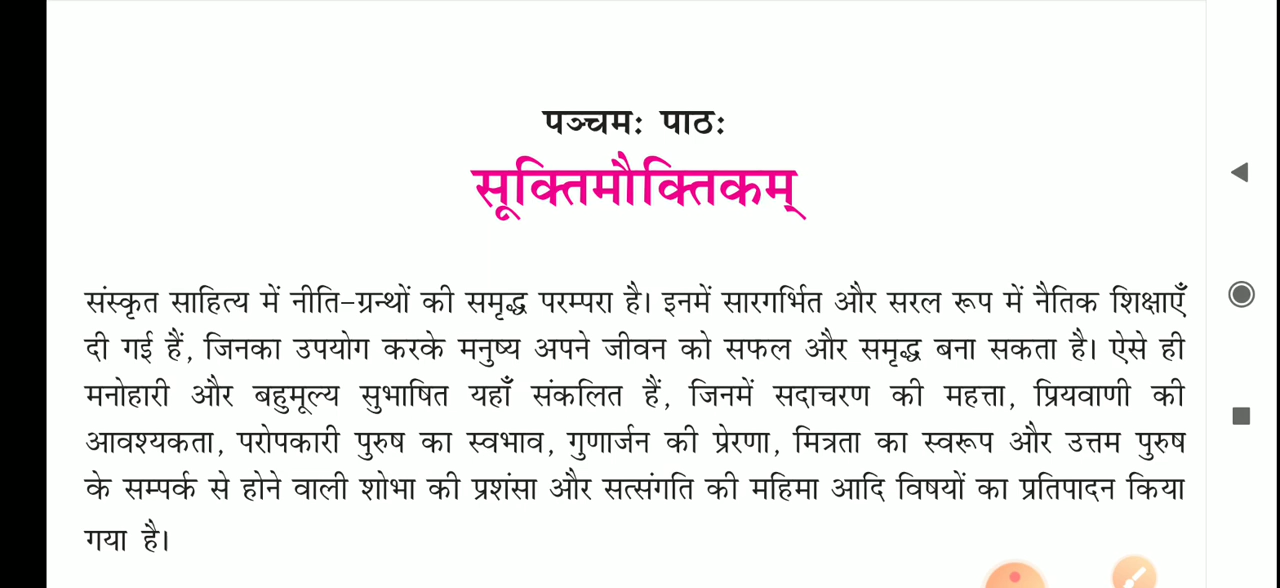 पञ्चमः पाठः
सूक्तिमौक्तिकम्
संस्कृत साहित्य में नीति-ग्रन्थों की समृद्ध परम्परा है। इनमें सारगर्भित और सरल रूप में नैतिक शिक्षाएँ
दी गई हैं, जिनका उपयोग करके मनुष्य अपने जीवन को सफल और समृद्ध बना सकता है। ऐसे ही
मनोहारी और बहुमूल्य सुभाषित यहाँ संकलित हैं, जिनमें सदाचरण की महत्ता, प्रियवाणी की
आवश्यकता, परोपकारी पुरुष का स्वभाव, गुणार्जन की प्रेरणा, मित्रता का स्वरूप और उत्तम पुरुष
के सम्पर्क से होने वाली शोभा की प्रशंसा और सत्संगति की महिमा आदि विषयों का प्रतिपादन किया
गया है।